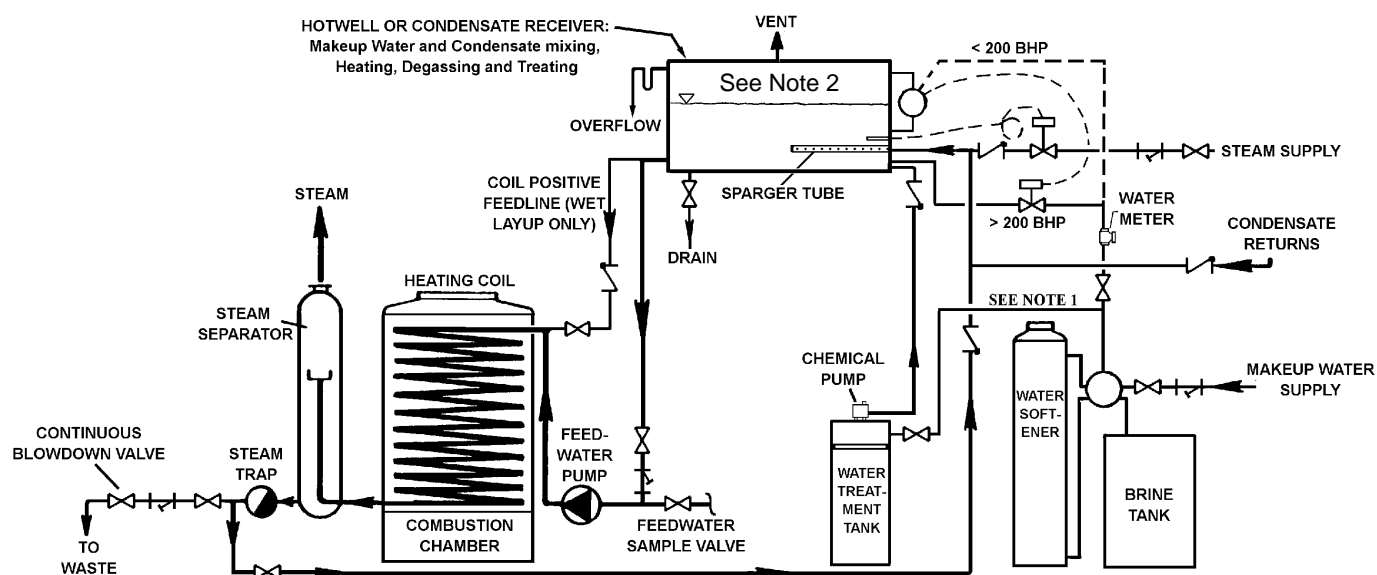 HOTWELL OR CONDENSATE RECEIVER:
Makeup Water and Condensate mixing,
Heating, Degassing and Treating
VENT
< 200 BHP
See Note 2
OVERFLOW
STEAM SUPPLY
SPARGER TUBE
COIL POSITIVE
FEEDLINE (WET
LAYUP ONLY)
STEAM
WATER
METER
> 200 BHP
CONDENSATE
RETURNS
DRAIN
HEATING COIL
SEE NOTE 1
STEAM
SEPARATOR
CHEMICAL
PUMP
MAKEUP WATER
SUPPLY
WATER
SOFT-
ENER
CONTINUOUS
BLOWDOWN VALVE
STEAM
TRAP
FEED-
WATER
PUMP
WATER
TREAT-
MENT
TANK
BRINE
TANK
COMBUSTION
CHAMBER
FEEDWATER
SAMPLE VALVE
TO
WASTE